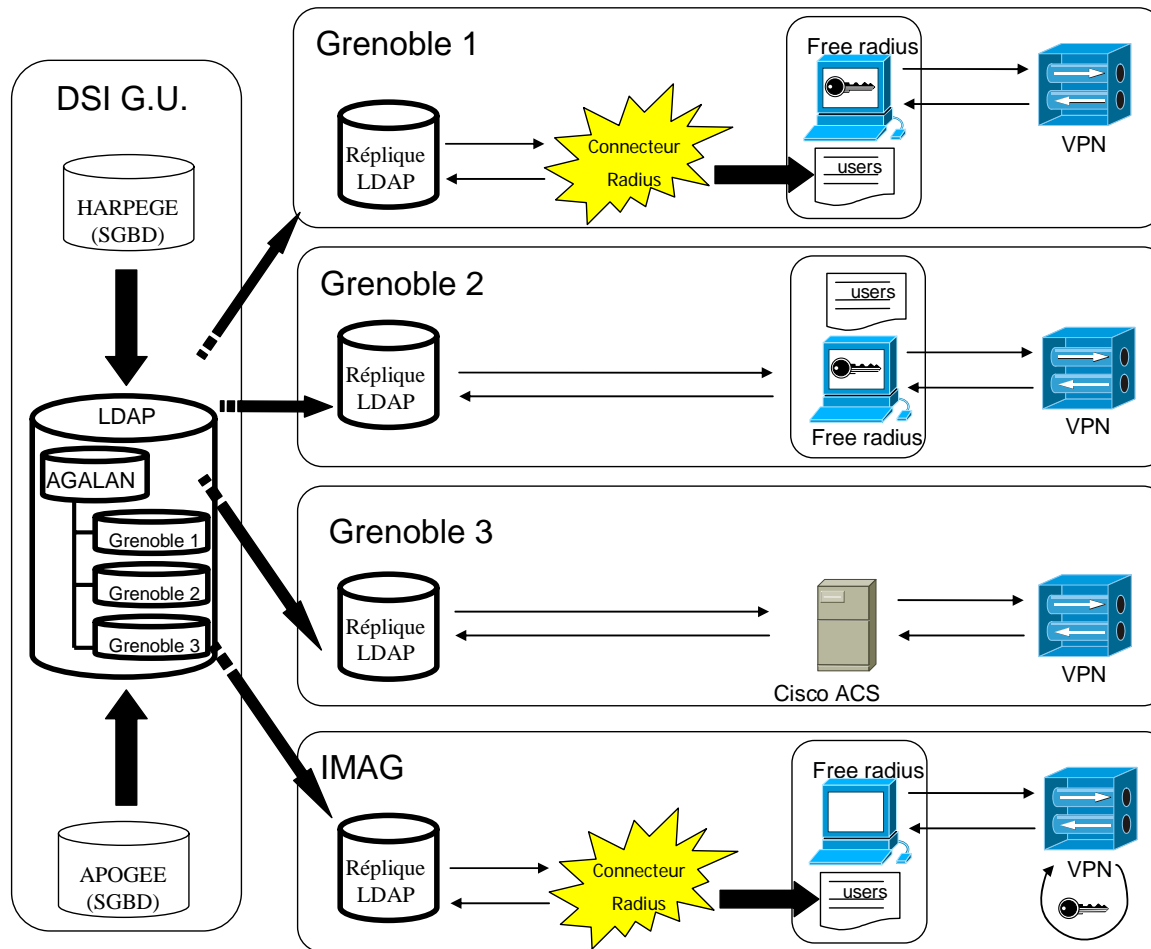 DSI G.U.
HARPEGE
(SGBD)
LDAP
AGALAN
Grenoble 1
Grenoble 2
Grenoble 3
APOGEE
(SGBD)
Grenoble 1
Réplique
LDAP
Connecteur
Radius
Free radius
users
VPN
Grenoble 2
Réplique
LDAP
users
Free radius
VPN
Grenoble 3
Réplique
LDAP
Cisco ACS
VPN
IMAG
Réplique
LDAP
Connecteur
Radius
Free radius
users
VPN